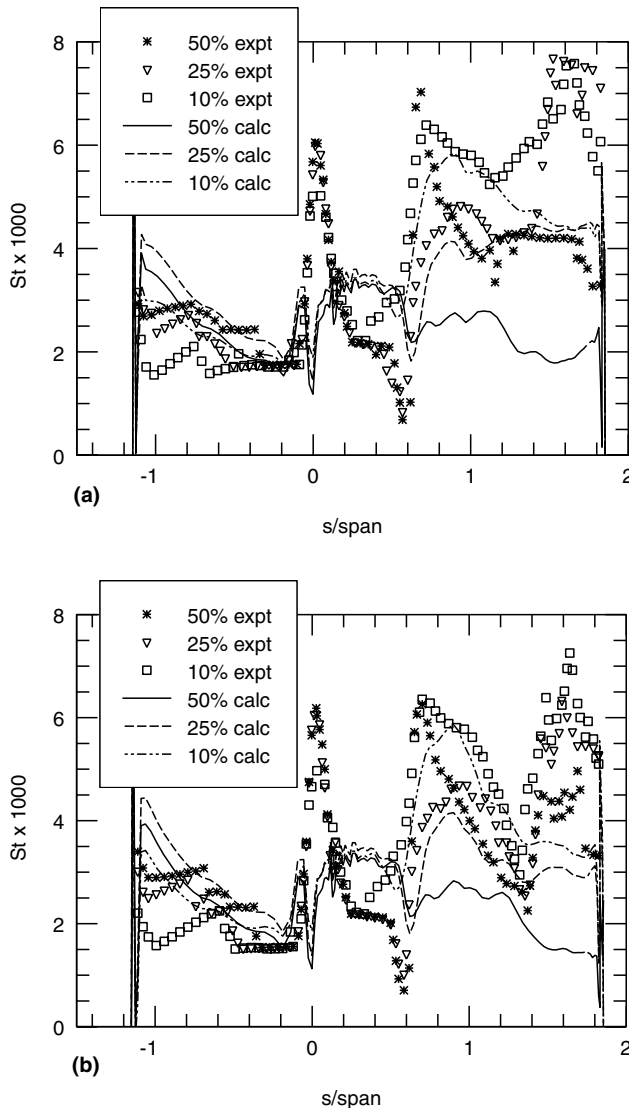 50% expt
25% expt
10% expt
50% calc
25% calc
10% calc
8
6
4
2
0
St x 1000
-1
0
1
2
(a)
s/span
50% expt
25% expt
10% expt
50% calc
25% calc
10% calc
8
6
4
2
0
St x 1000
-1
0
1
2
(b)
s/span